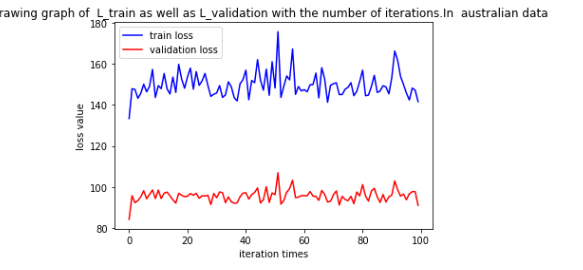 rawing graph of L_train as well as L_validation with the number of iterations.In australian data
180
160
140
120
100
80
loss value
train loss
validation loss
0
20
40
60
80
100
iteration times